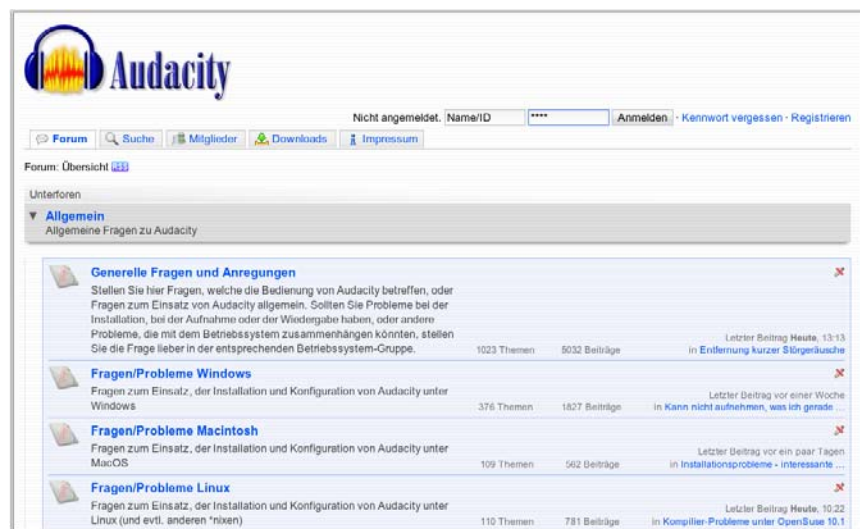 Audacity
Nicht angemeldet. Name/ID **** Anmelden · Kennwort vergessen · Registrieren
Forum Suche Mitglieder Downloads Impressum
Forum: Übersicht RSS
Unterforen
Allgemein
Allgemeine Fragen zu Audacity
Generelle Fragen und Anregungen
Stellen Sie hier Fragen, welche die Bedienung von Audacity betreffen, oder
Fragen zum Einsatz von Audacity allgemein. Sollten Sie Probleme bei der
Installation, bei der Aufnahme oder der Wiedergabe haben, oder andere
Probleme, die mit dem Betriebssystem zusammenhängen könnten, stellen
Sie die Frage lieber in der entsprechenden Betriebssystem-Gruppe.
1023 Themen 5032 Beiträge
Letzter Beitrag Heute, 13:13
in Entfernung kurzer Störgeräusche
Fragen/Probleme Windows
Fragen zum Einsatz, der Installation und Konfiguration von Audacity unter
Windows
376 Themen 1827 Beiträge
Letzter Beitrag vor einer Woche
in Kann nicht aufnehmen, was ich gerade ...
Fragen/Probleme Macintosh
Fragen zum Einsatz, der Installation und Konfiguration von Audacity unter
MacOS
109 Themen 562 Beiträge
Letzter Beitrag vor ein paar Tagen
in Installationsprobleme - interessante ...
Fragen/Probleme Linux
Fragen zum Einsatz, der Installation und Konfiguration von Audacity unter
Linux (und evtl. anderen *nixen)
110 Themen 781 Beiträge
Letzter Beitrag Heute, 10:22
in Kompilier-Probleme unter OpenSuse 10.1